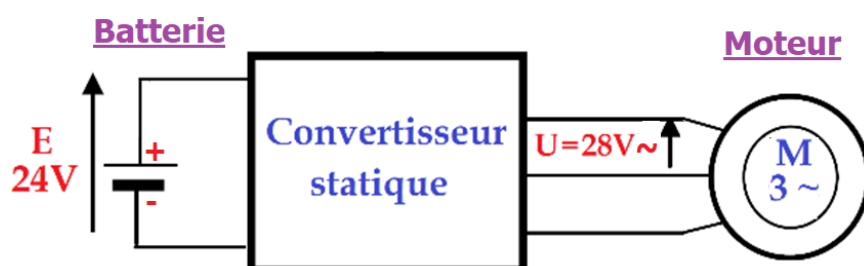 Batterie
Moteur
E
24V
+
-
Convertisseur
statique
U=28V~
M
3 ~